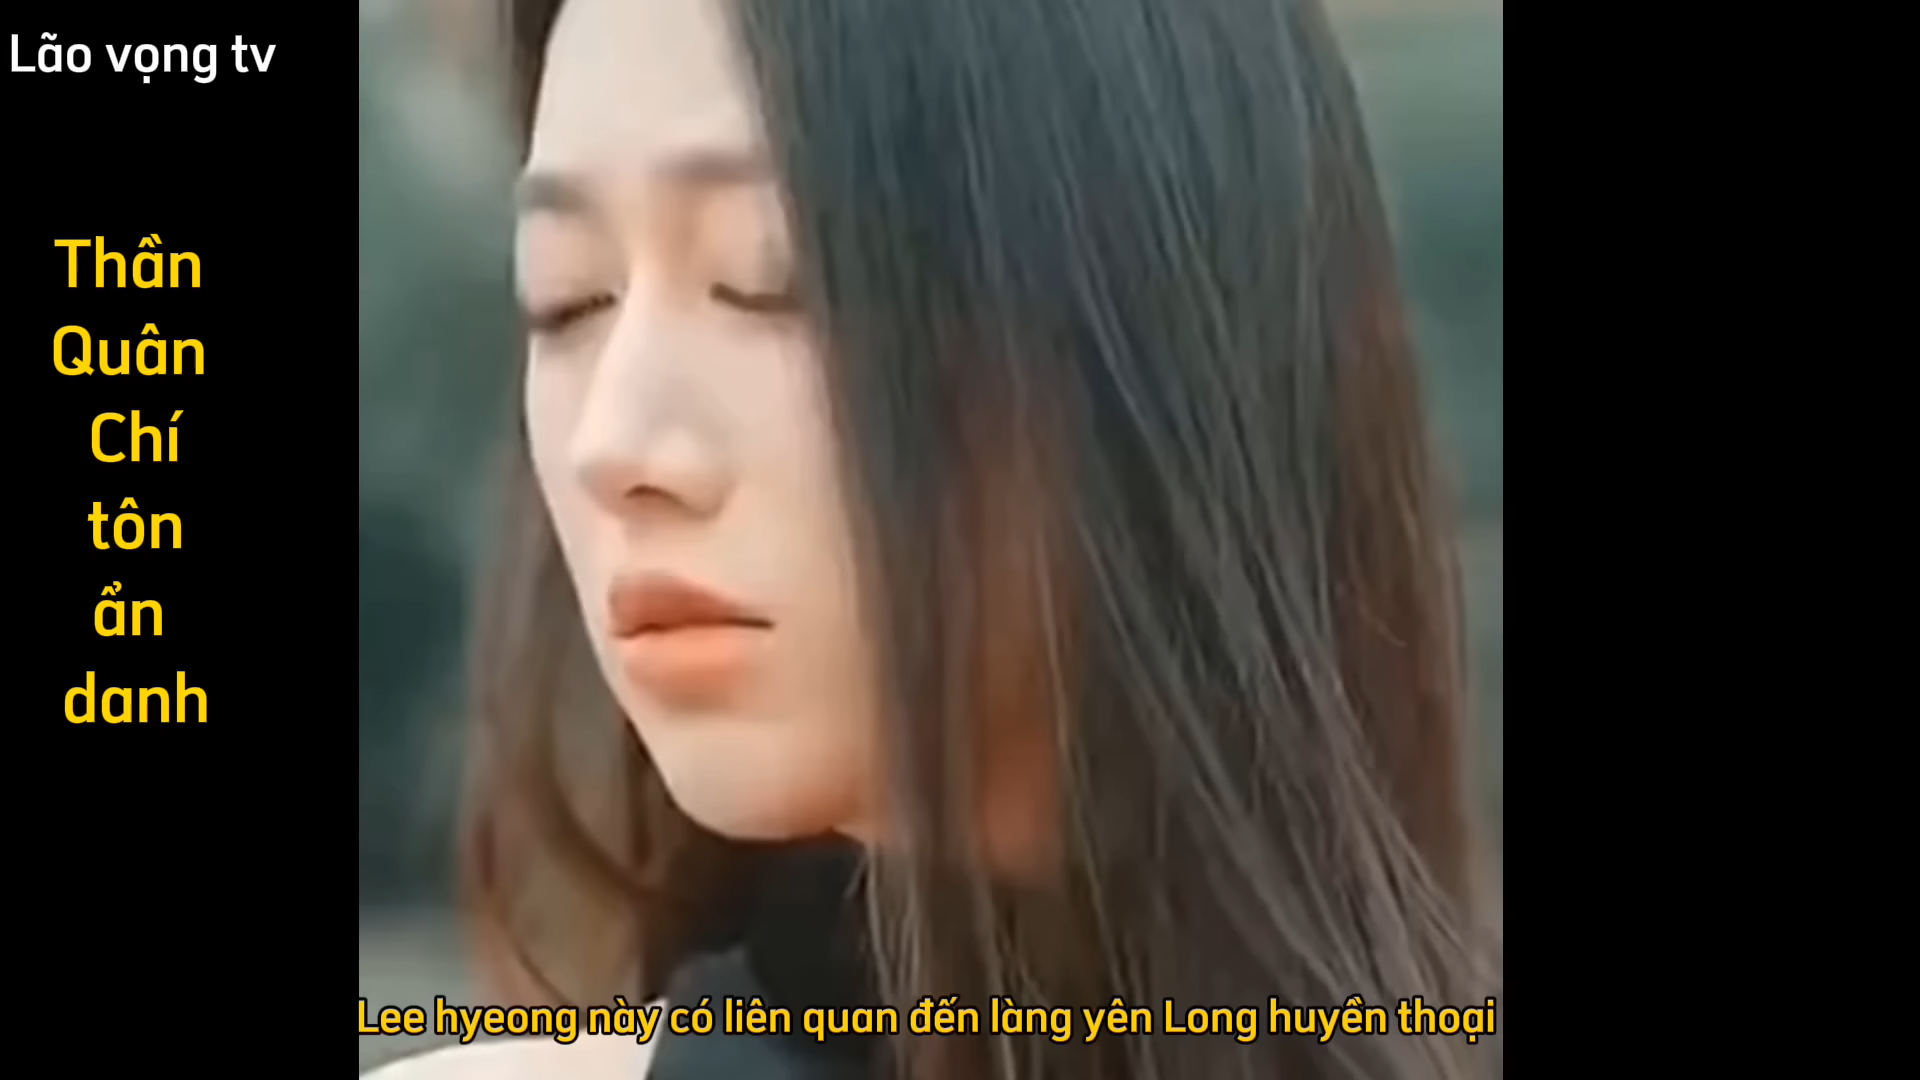 Lão vọng tv
Thần
Quân
Chí
tôn
ẩn
danh
Lee hyeong này có liên quan đến làng yên Long huyền thoại